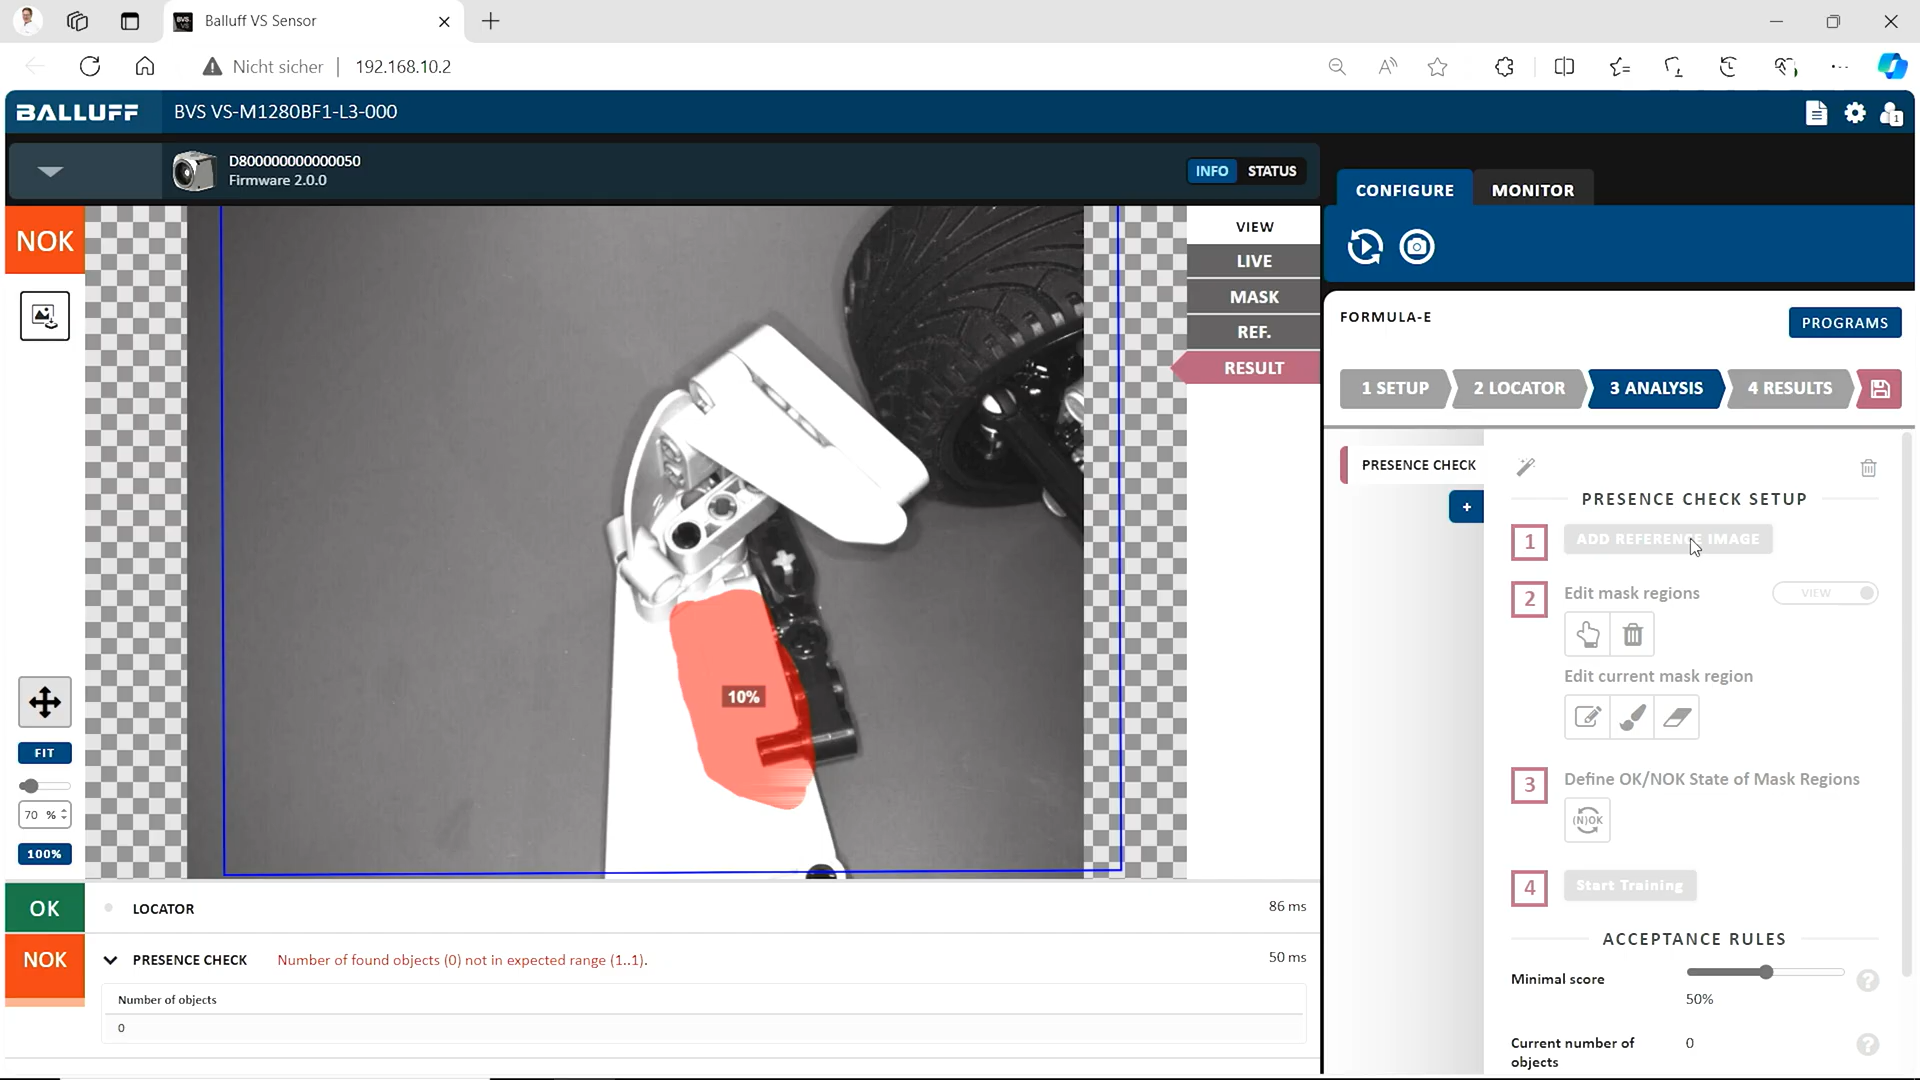 Balluff VS Sensor
Nicht sicher 192.168.10.2
BALLUFF BVS VS-M1280BF1-L3-000
1
D800000000000050
Firmware 2.0.0
INFO STATUS
CONFIGURE MONITOR
NOK
VIEW
LIVE
MASK
REF.
RESULT
10%
FIT
70 %
100%
FORMULA-E
PROGRAMS
1 SETUP 2 LOCATOR 3 ANALYSIS 4 RESULTS
PRESENCE CHECK
+
PRESENCE CHECK SETUP
1 ADD REFERENCE IMAGE
2 Edit mask regions VIEW
Edit current mask region
3 Define OK/NOK State of Mask Regions
(N)OK
4 Start Training
ACCEPTANCE RULES
Minimal score
50%
?
Current number of objects 0
?
OK LOCATOR 86 ms
NOK PRESENCE CHECK Number of found objects (0) not in expected range (1..1). 50 ms
Number of objects
0